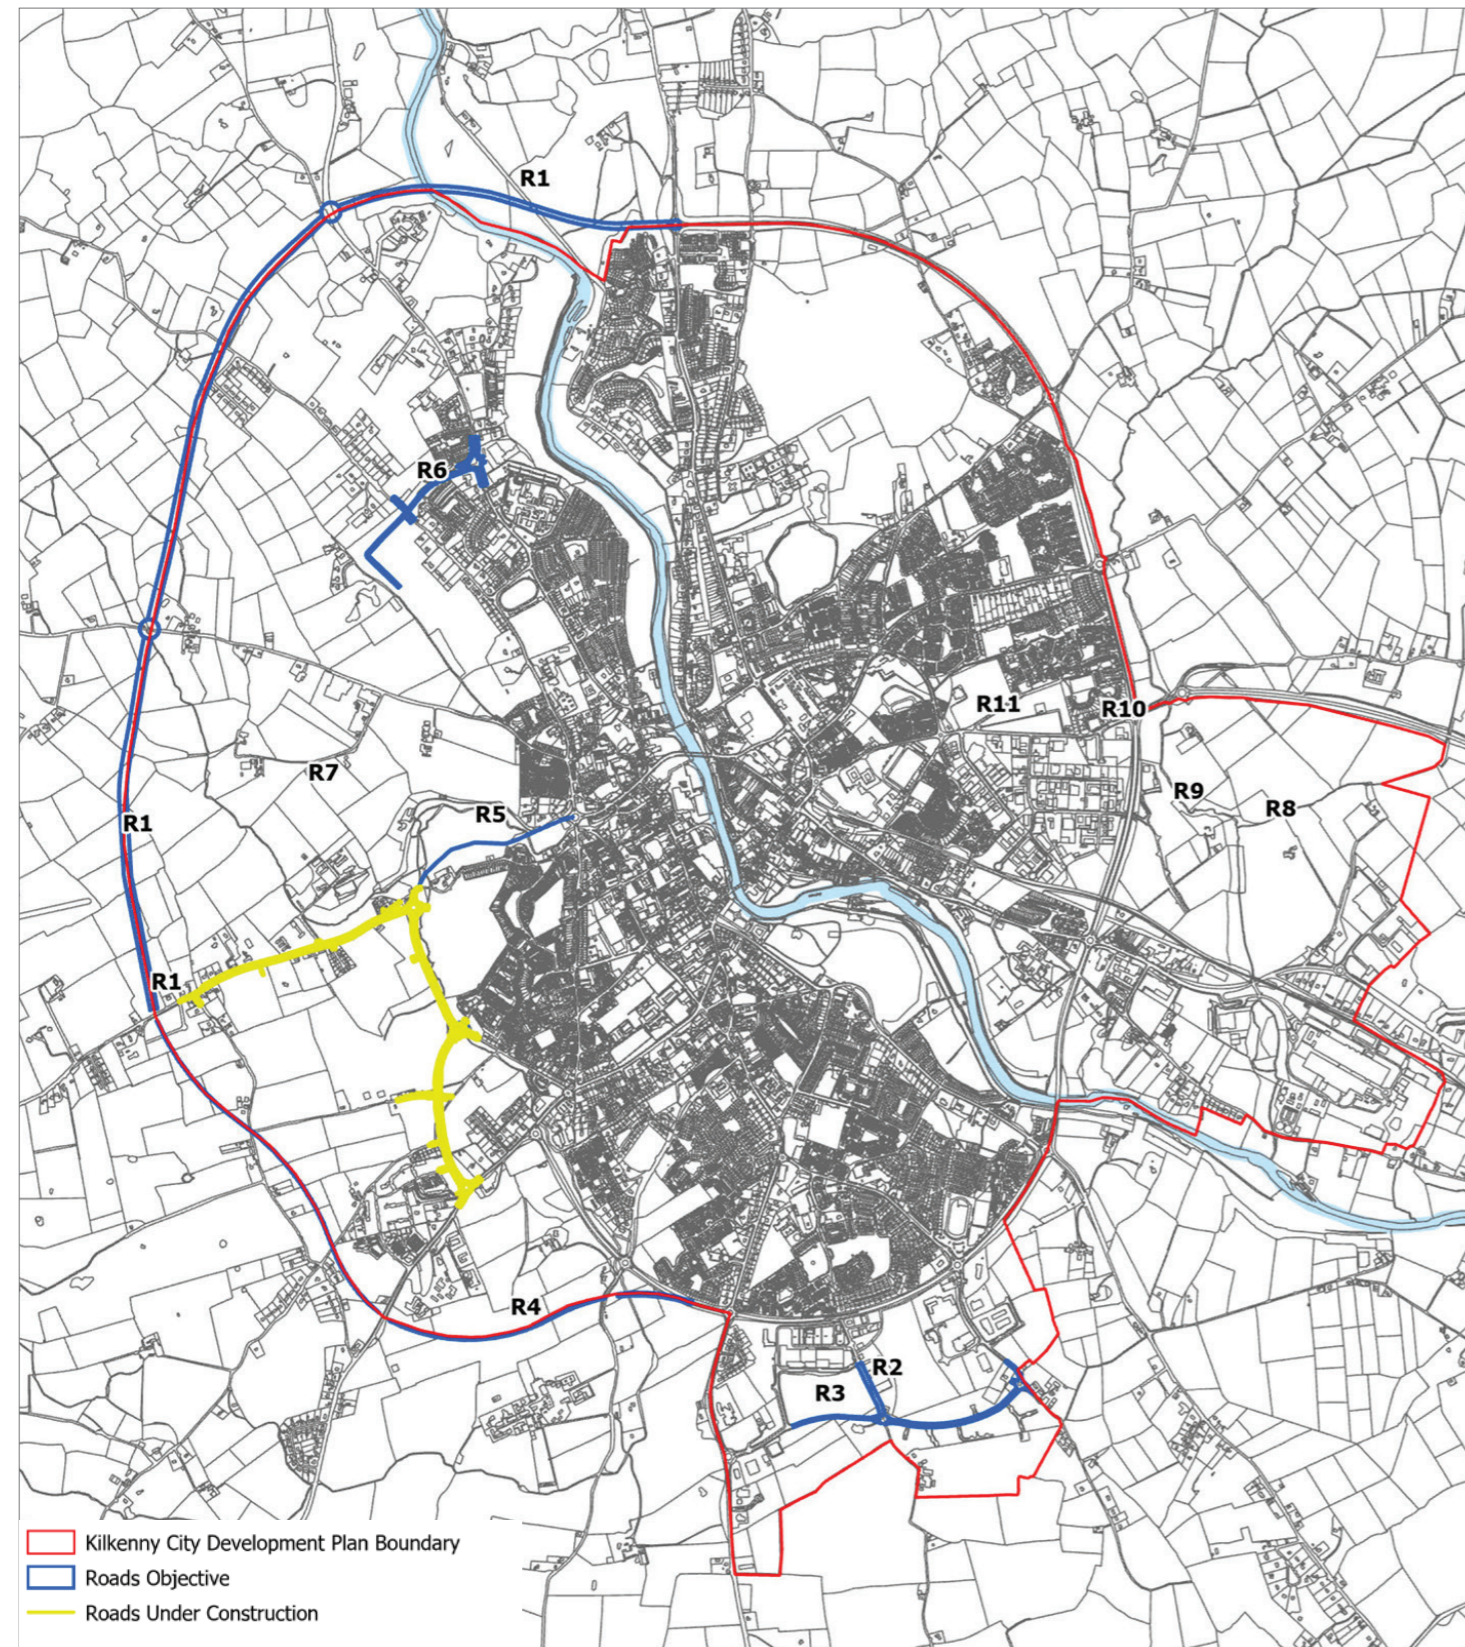 R1
R6
R11
R10
R7
R9
R5
R8
R1
R1
R4
R2
R3
Kilkenny City Development Plan Boundary
Roads Objective
Roads Under Construction